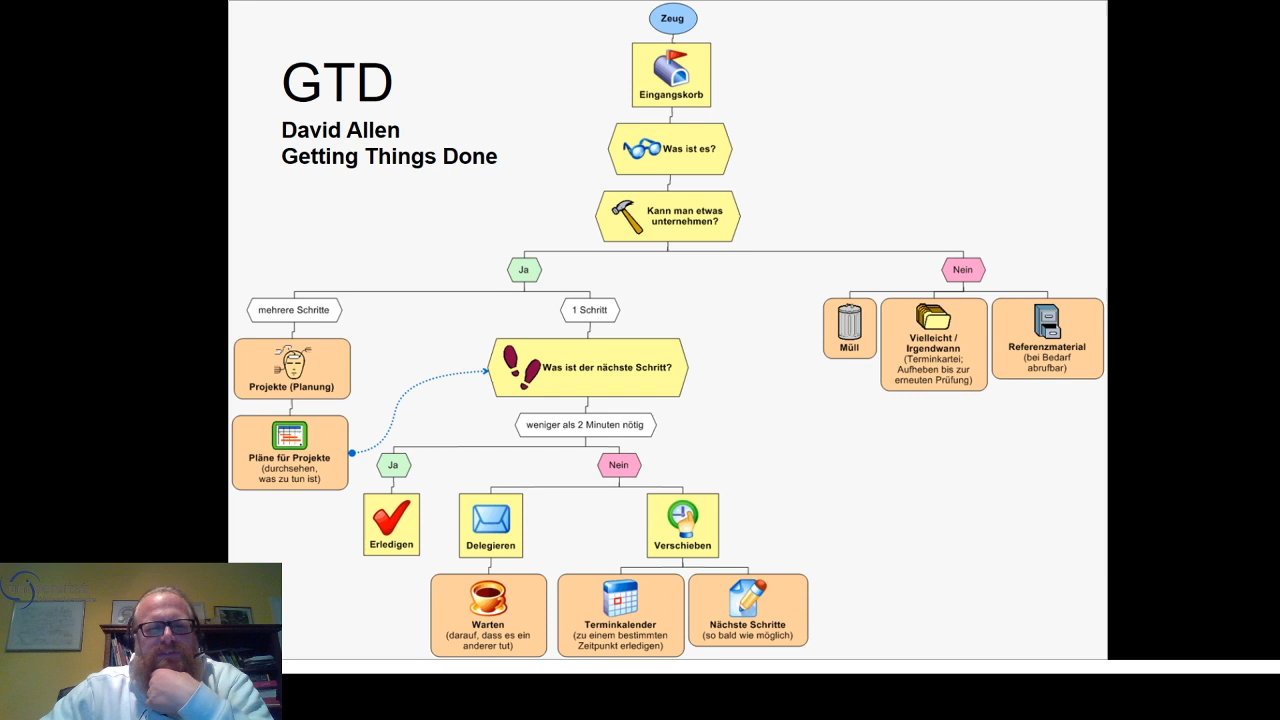 Zeug
Eingangskorb
GTD
David Allen
Getting Things Done
Was ist es?
Kann man etwas
unternehmen?
Ja
Nein
mehrere Schritte
1 Schritt
Projekte (Planung)
Was ist der nächste Schritt?
Müll
Vielleicht /
Irgendwann
(Terminkartei;
Aufheben bis zur
erneuten Prüfung)
Referenzmaterial
(bei Bedarf
abrufbar)
Pläne für Projekte
(durchsehen,
was zu tun ist)
weniger als 2 Minuten nötig
Ja
Nein
Erledigen
Delegieren
Verschieben
Warten
(darauf, dass es ein
anderer tut)
Terminkalender
(zu einem bestimmten
Zeitpunkt erledigen)
Nächste Schritte
(so bald wie möglich)